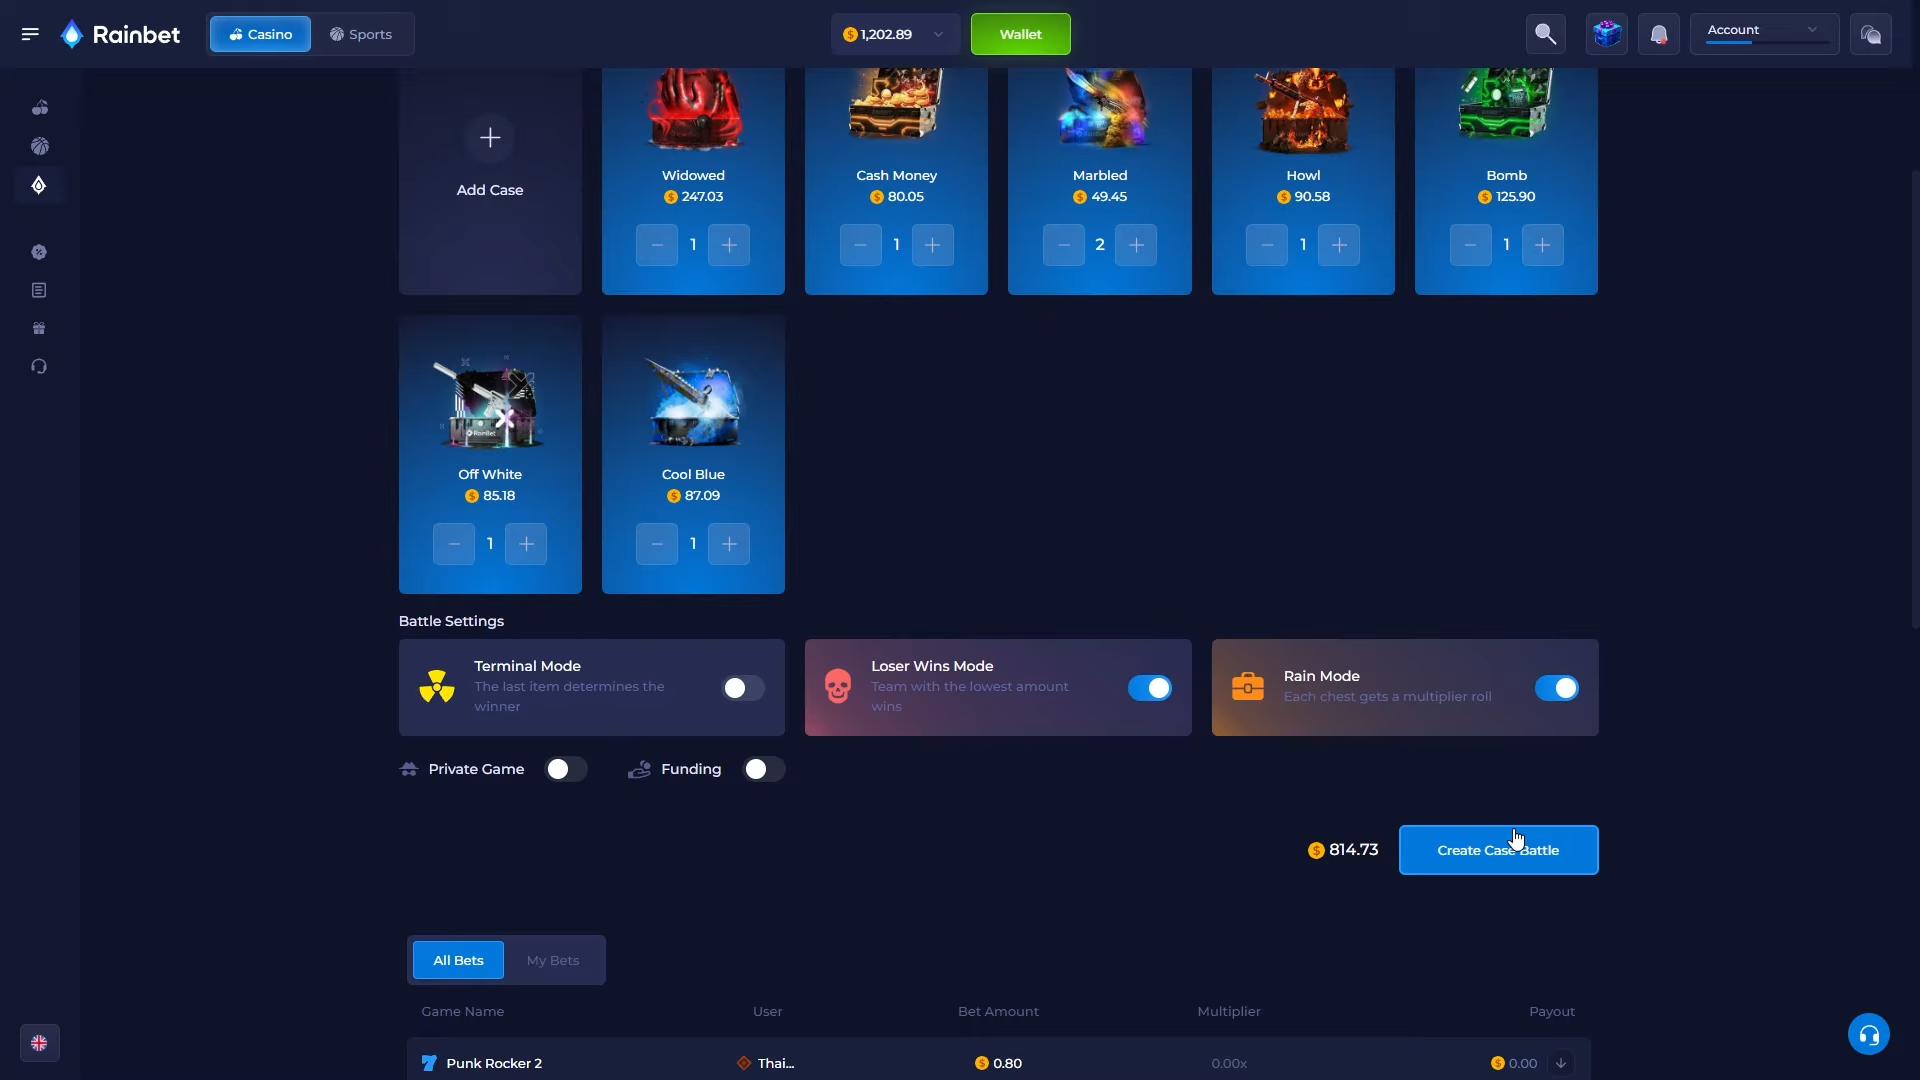 Rainbet
Casino
Sports
1,202.89
Wallet
Account
Add Case
Widowed
247.03
1
Cash Money
80.05
1
Marbled
49.45
2
Howl
90.58
1
Bomb
125.90
1
Off White
85.18
1
Cool Blue
87.09
1
Battle Settings
Terminal Mode
The last item determines the
winner
Loser Wins Mode
Team with the lowest amount
wins
Rain Mode
Each chest gets a multiplier roll
Private Game
Funding
814.73
Create Case Battle
All Bets
My Bets
Game Name User Bet Amount Multiplier Payout
Punk Rocker 2 Thai... 0.80 0.00x 0.00